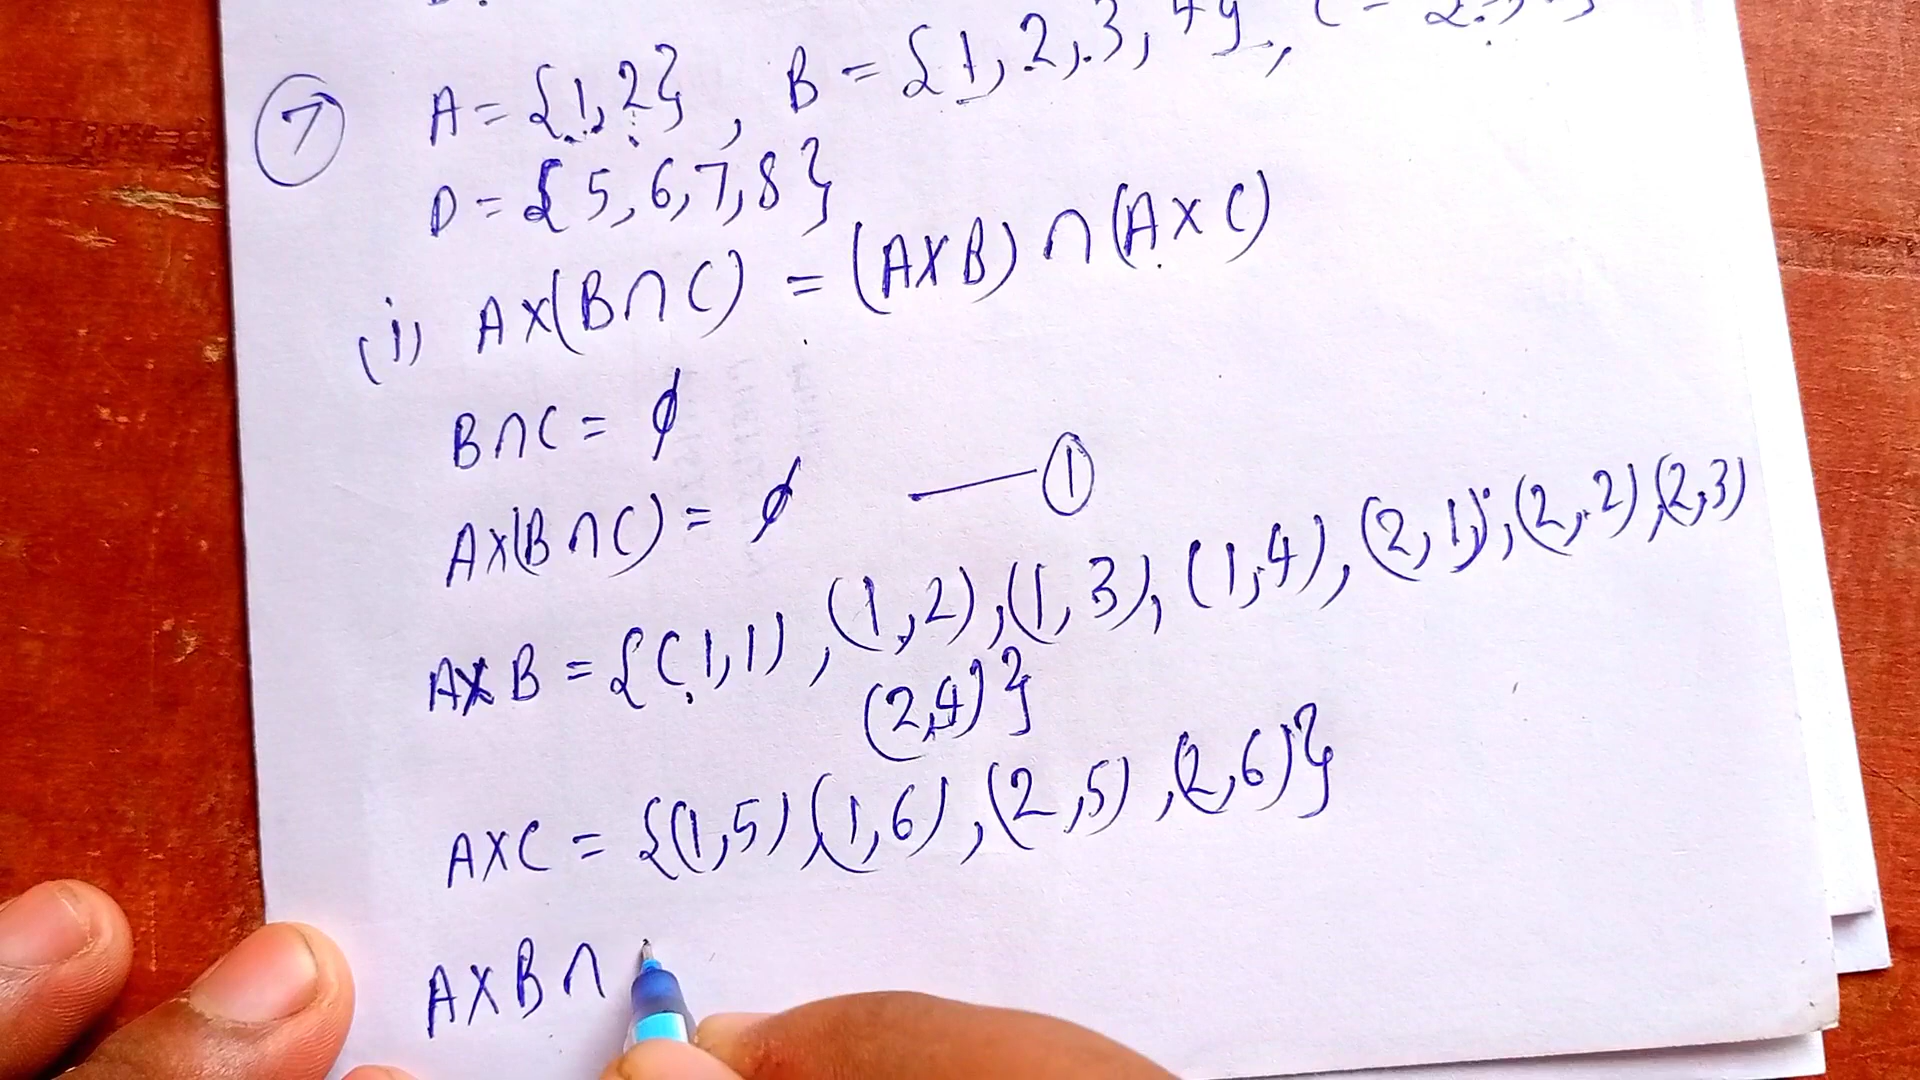 7 A = {1, 2}, B = {1, 2, 3, 4}, C =
D = {5, 6, 7, 8}
(i) A×(B∩C) = (A×B)∩(A×C)
B∩C = φ
A×(B∩C) = φ —— 1
A×B = {(1,1), (1,2), (1,3), (1,4), (2,1), (2,2), (2,3)
(2,4)}
A×C = {(1,5), (1,6), (2,5), (2,6)}
A×B∩